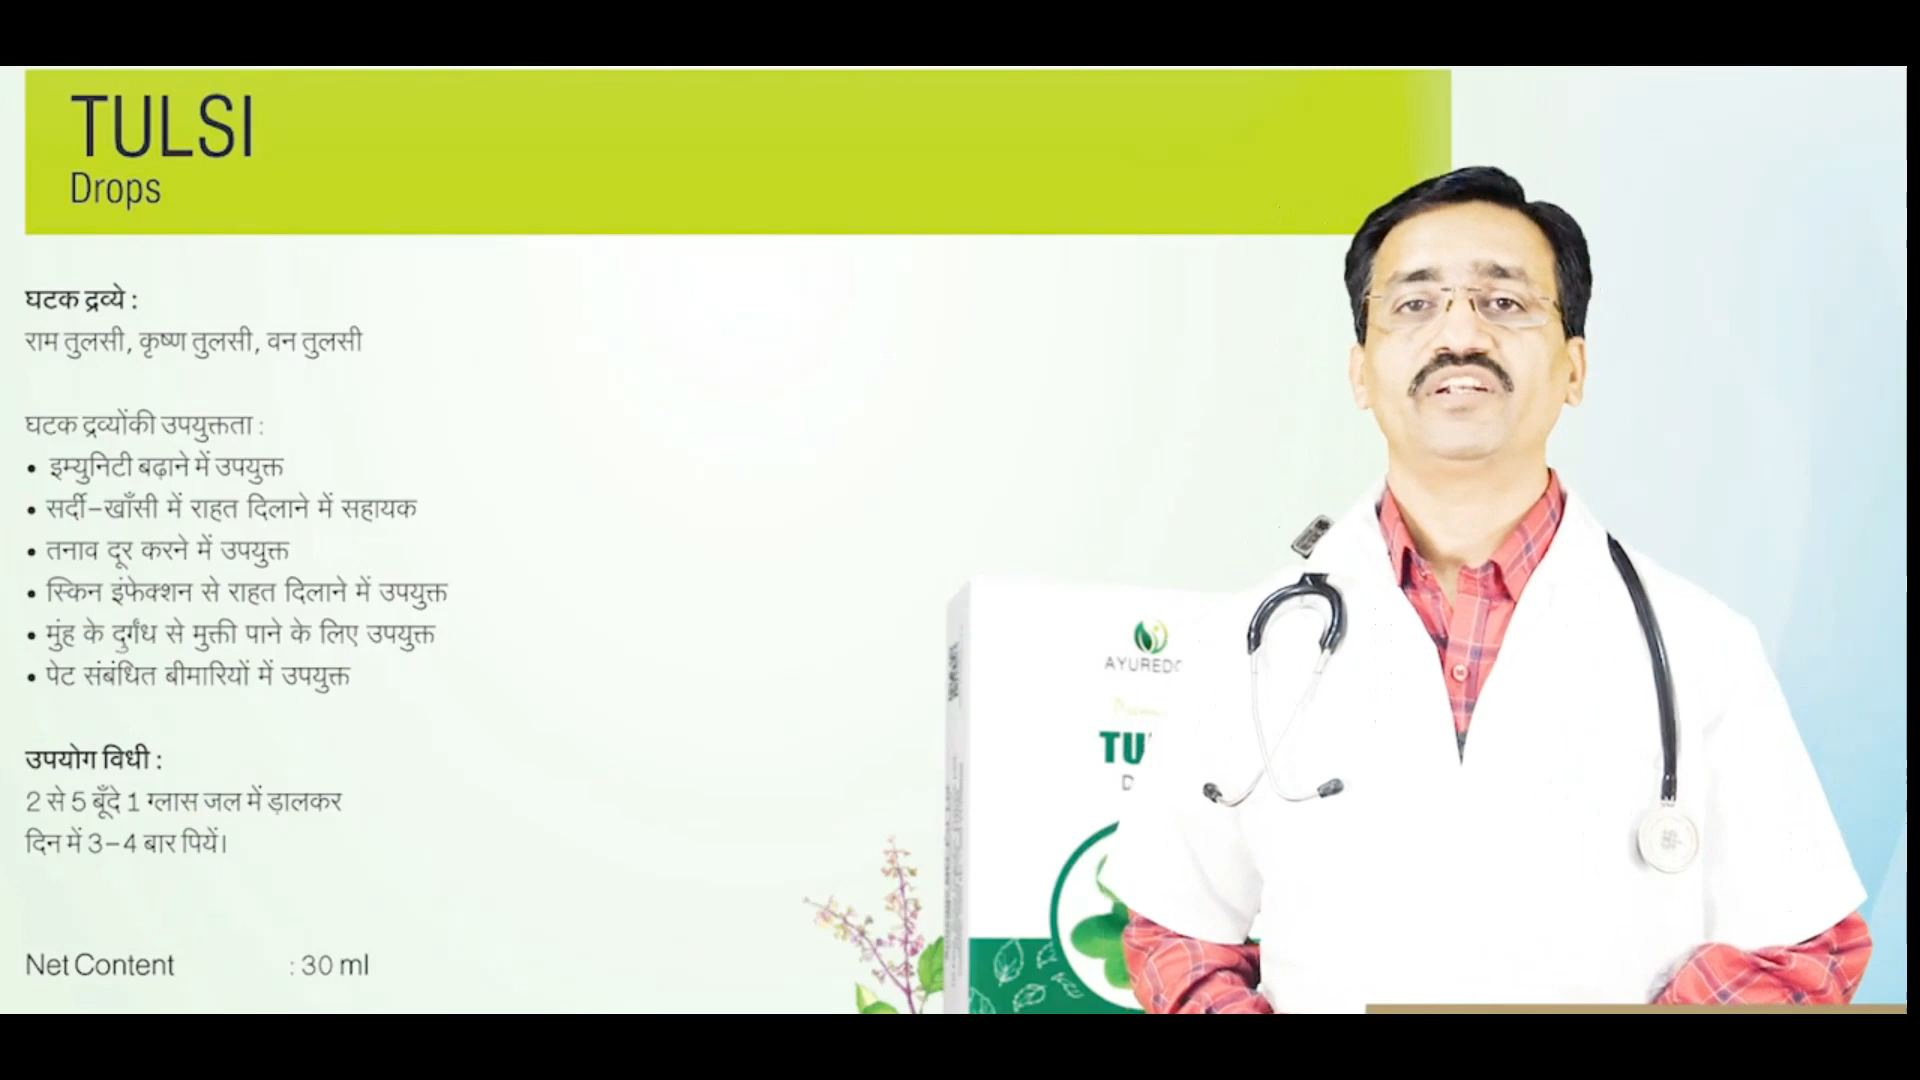 TULSI
Drops
घटक द्रव्ये :
राम तुलसी, कृष्ण तुलसी, वन तुलसी
घटक द्रव्योंकी उपयुक्तता :
• इम्युनिटी बढ़ाने में उपयुक्त
• सर्दी-खाँसी में राहत दिलाने में सहायक
• तनाव दूर करने में उपयुक्त
• स्किन इंफेक्शन से राहत दिलाने में उपयुक्त
• मुंह के दुर्गंध से मुक्ती पाने के लिए उपयुक्त
• पेट संबंधित बीमारियों में उपयुक्त
उपयोग विधी :
2 से 5 बूँदे 1 ग्लास जल में ड़ालकर
दिन में 3-4 बार पियें।
Net Content : 30 ml
AYUREDC
TU
D